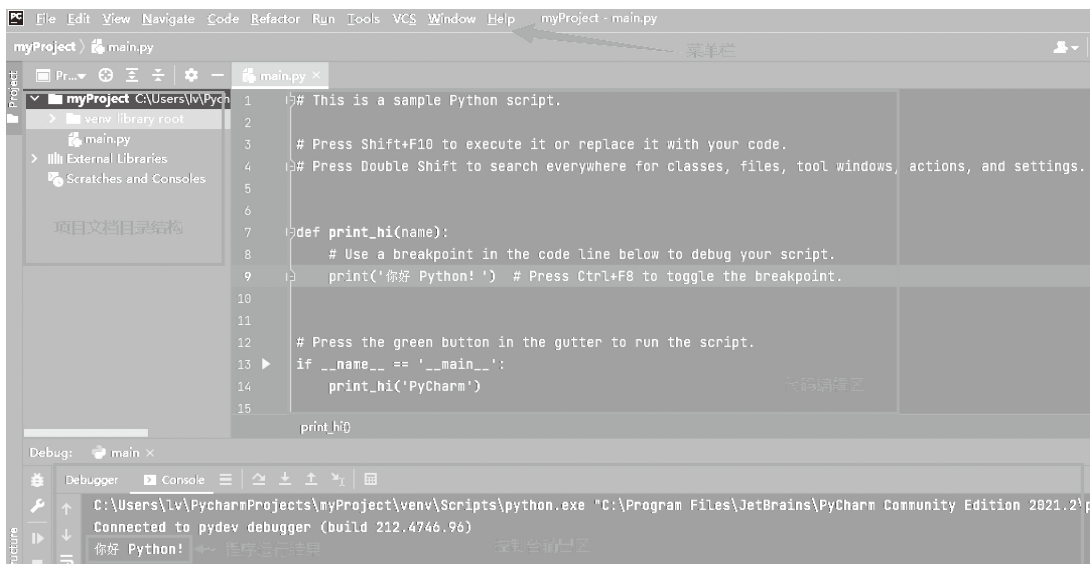 PC File Edit View Navigate Code Refactor Run Tools VCS Window Help myProject - main.py
myProject 〉 main.py
菜单栏
Project
Pr...
main.py ×
myProject C:\Users\lv\Pych
venv library root
main.py
External Libraries
Scratches and Consoles
项目文档目录结构
1 # This is a sample Python script.
2
3 # Press Shift+F10 to execute it or replace it with your code.
4 # Press Double Shift to search everywhere for classes, files, tool windows, actions, and settings.
5
6
7 def print_hi(name):
8 # Use a breakpoint in the code line below to debug your script.
9 print('你好 Python! ') # Press Ctrl+F8 to toggle the breakpoint.
10
11
12 # Press the green button in the gutter to run the script.
13 if __name__ == '__main__':
14 print_hi('PyCharm')
代码编辑区
15
print_hi()
Debug: main ×
Debugger Console
C:\Users\lv\PycharmProjects\myProject\venv\Scripts\python.exe "C:\Program Files\JetBrains\PyCharm Community Edition 2021.2\p
Connected to pydev debugger (build 212.4746.96)
你好 Python! 程序运行结果
ucture